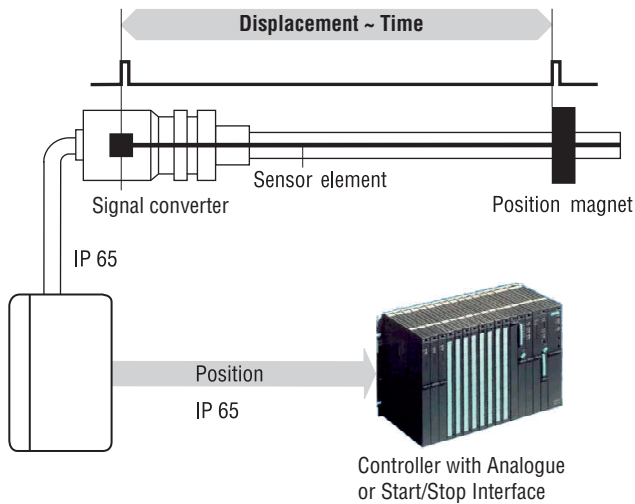 Displacement ~ Time
Sensor element
Signal converter
Position magnet
IP 65
Position
IP 65
Controller with Analogue
or Start/Stop Interface